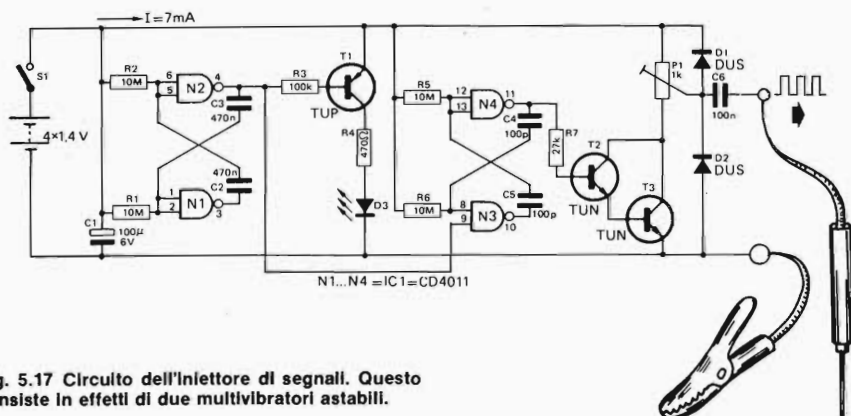 I=7mA
S1
4×1,4 V
R2
10M
6
5
N2
4
C3
470n
R3
100k
T1
TUP
R4
470Ω
D3
470n
C2
R1
10M
1
2
N1
3
C1
100µ
6V
R5
10M
12
13
N4
11
C4
100p
R7
27k
T2
TUN
T3
TUN
R6
10M
8
9
N3
10
C5
100p
P1
1k
D1
DUS
C6
100n
D2
DUS
N1...N4 =IC1=CD4011
g. 5.17 Circuito dell'iniettore di segnali. Questo
nsiste in effetti di due multivibratori astabili.